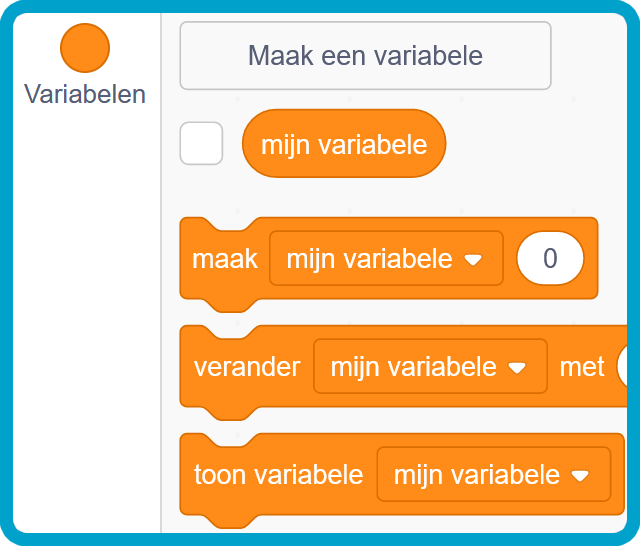 Variabelen
Maak een variabele
mijn variabele
maak mijn variabele 0
verander mijn variabele met
toon variabele mijn variabele